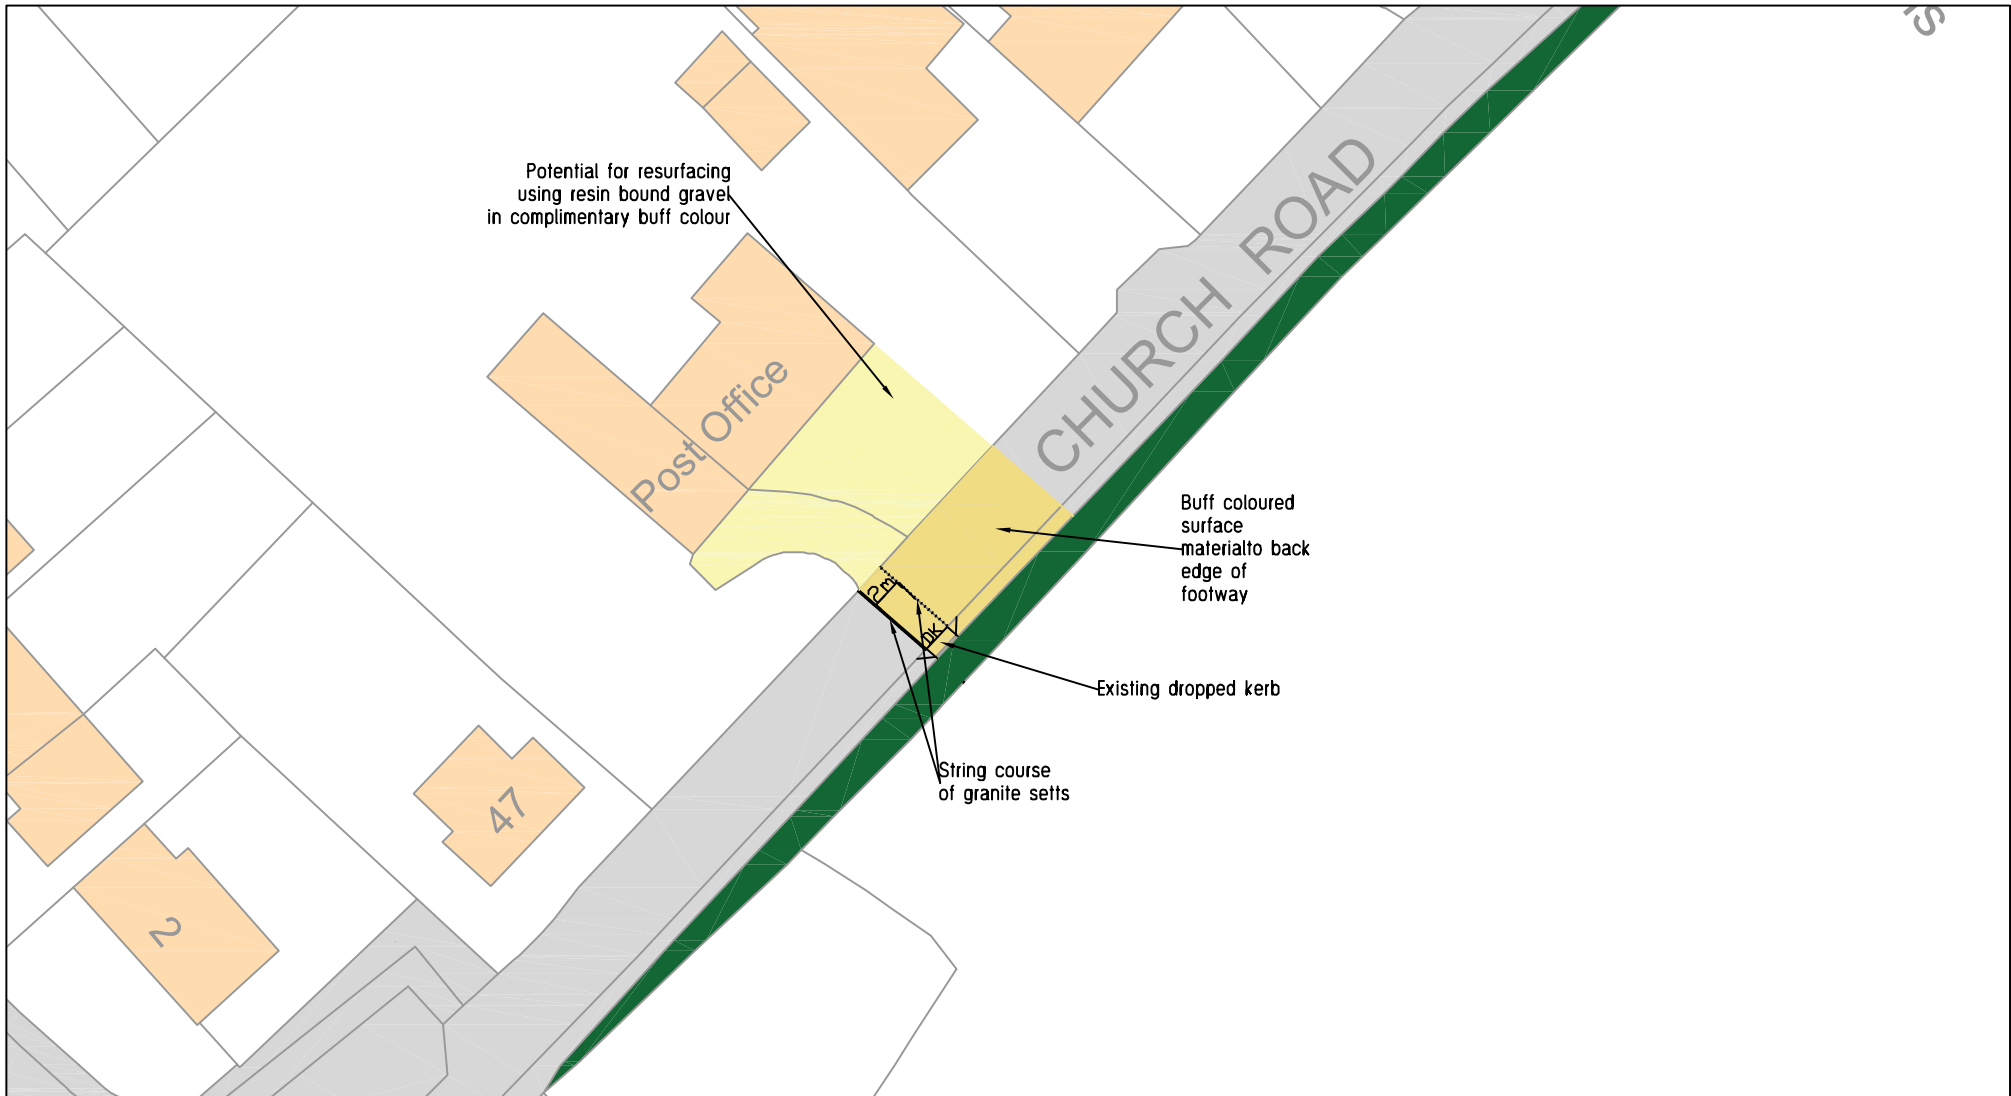 Potential for resurfacing
using resin bound gravel
in complimentary buff colour
CHURCH ROAD
Post Office
Buff coloured
surface
materialto back
edge of
footway
2m
DK
Existing dropped kerb
String course
of granite setts
47
2